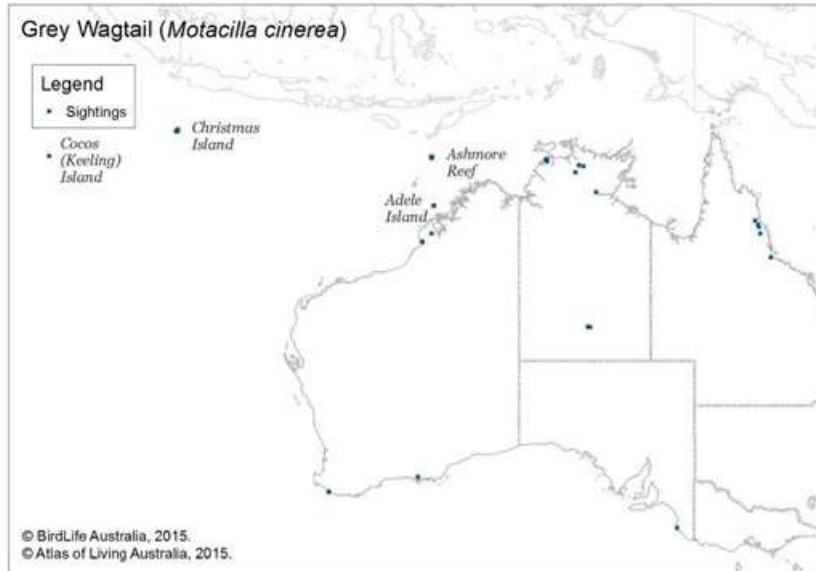 Grey Wagtail (Motacilla cinerea)
Legend
Sightings
Cocos
(Keeling)
Island
Christmas
Island
Ashmore
Reef
Adele
Island
© BirdLife Australia, 2015.
© Atlas of Living Australia, 2015.